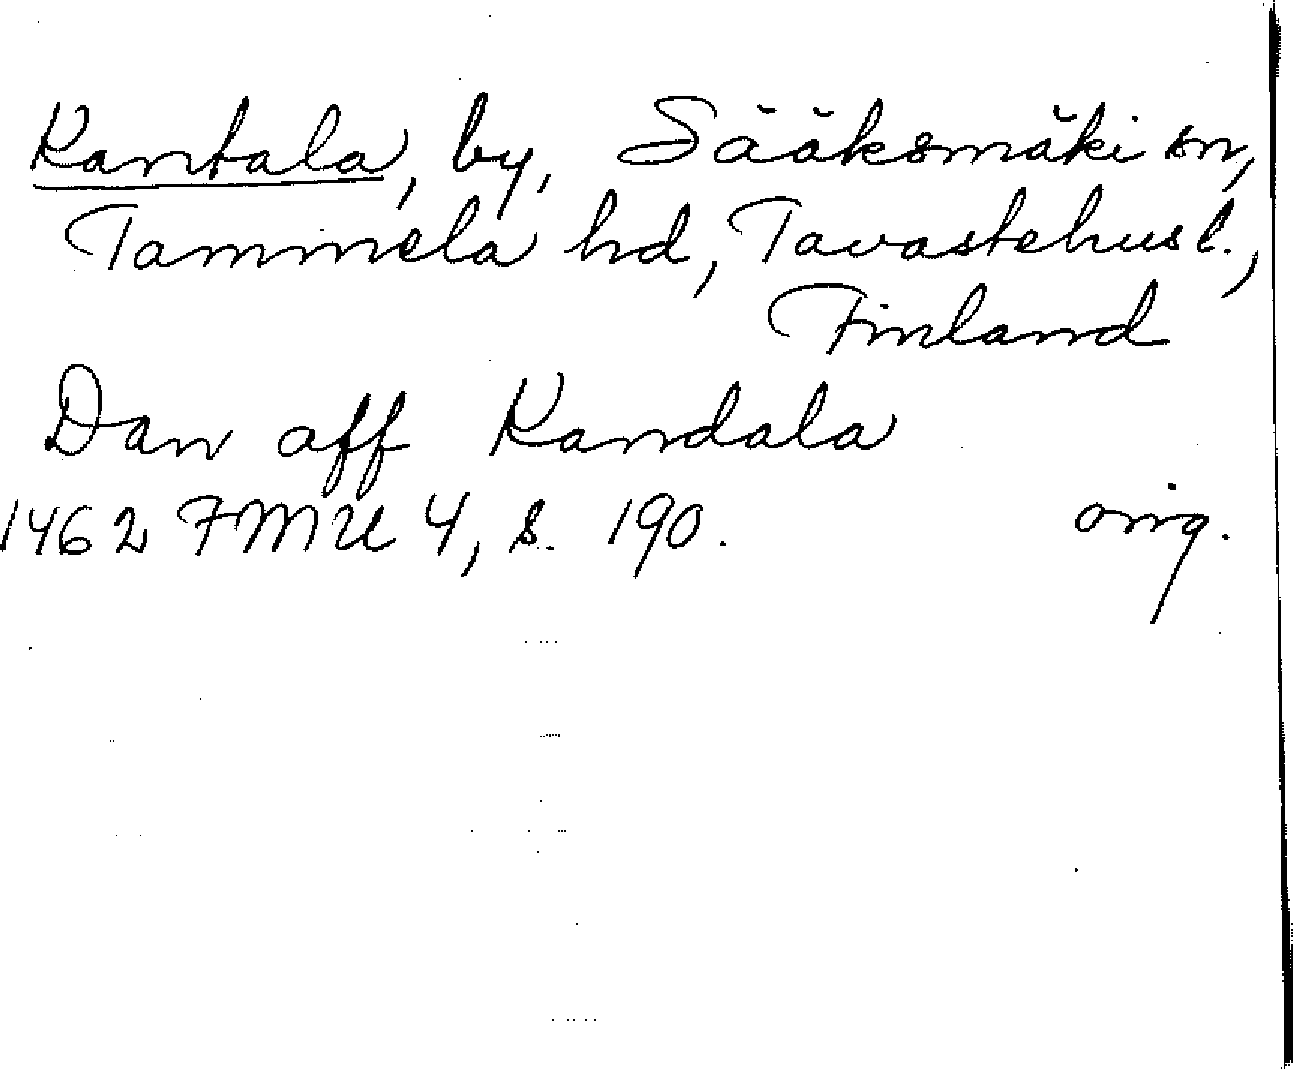 Kantala, by, Sääksmäki sn,
Tammela hd, Tavastehus l.,
Finland
Dan aff Kandala
1462 FMU 4, s. 190. orig.